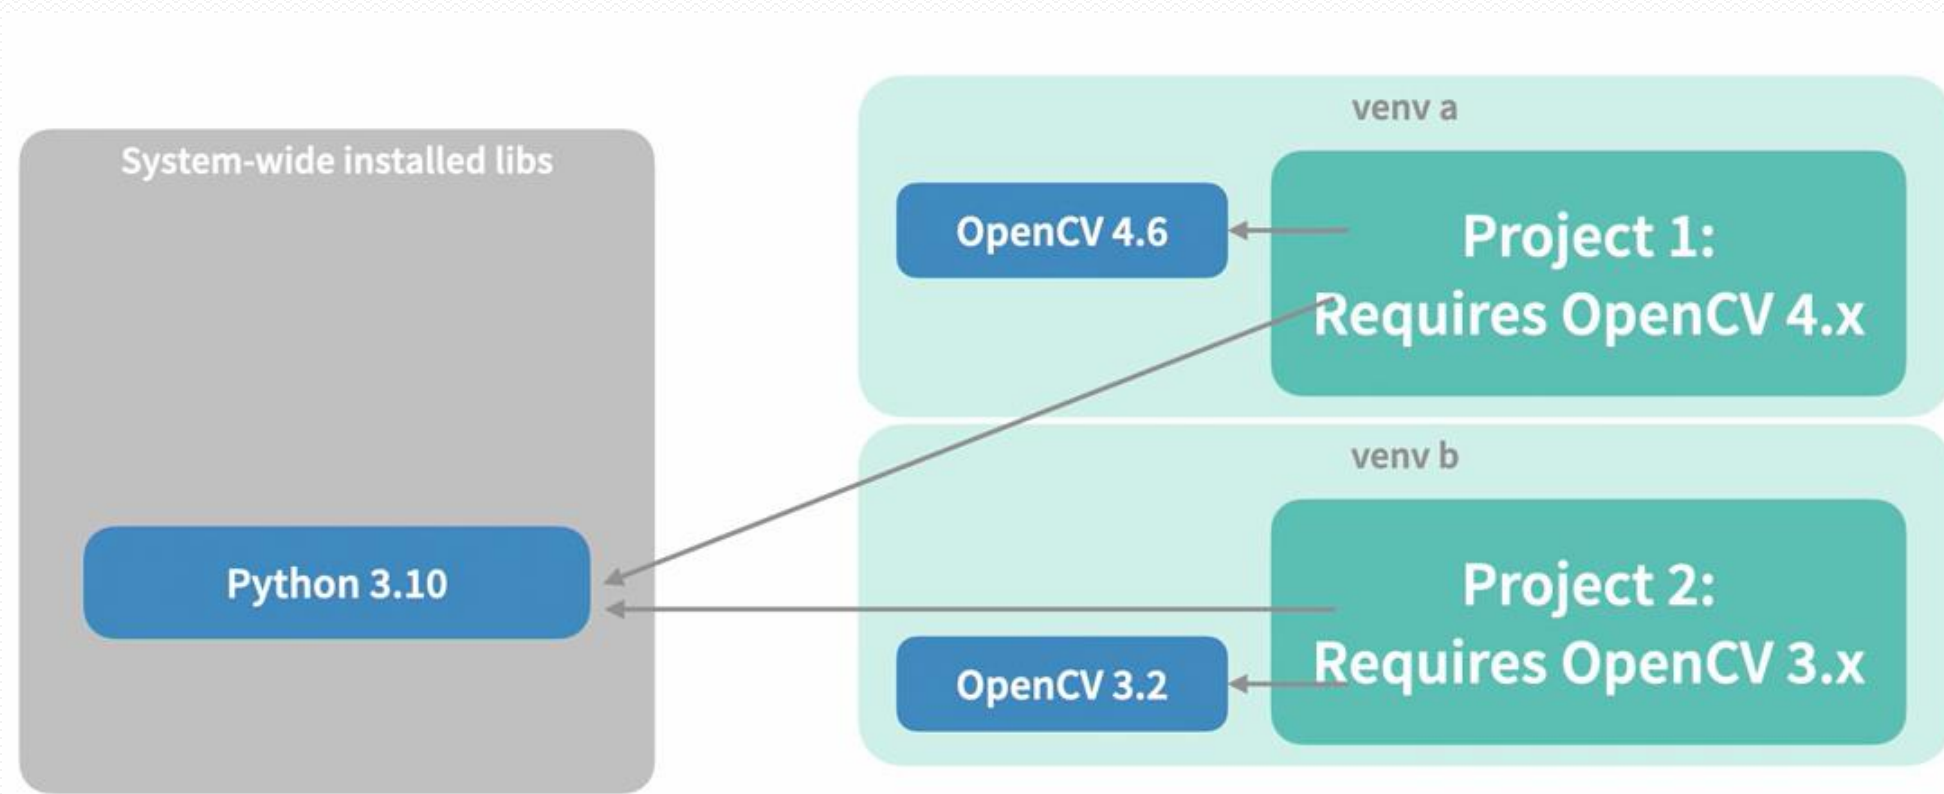 System-wide installed libs
Python 3.10
venv a
OpenCV 4.6
Project 1:
Requires OpenCV 4.x
venv b
OpenCV 3.2
Project 2:
Requires OpenCV 3.x